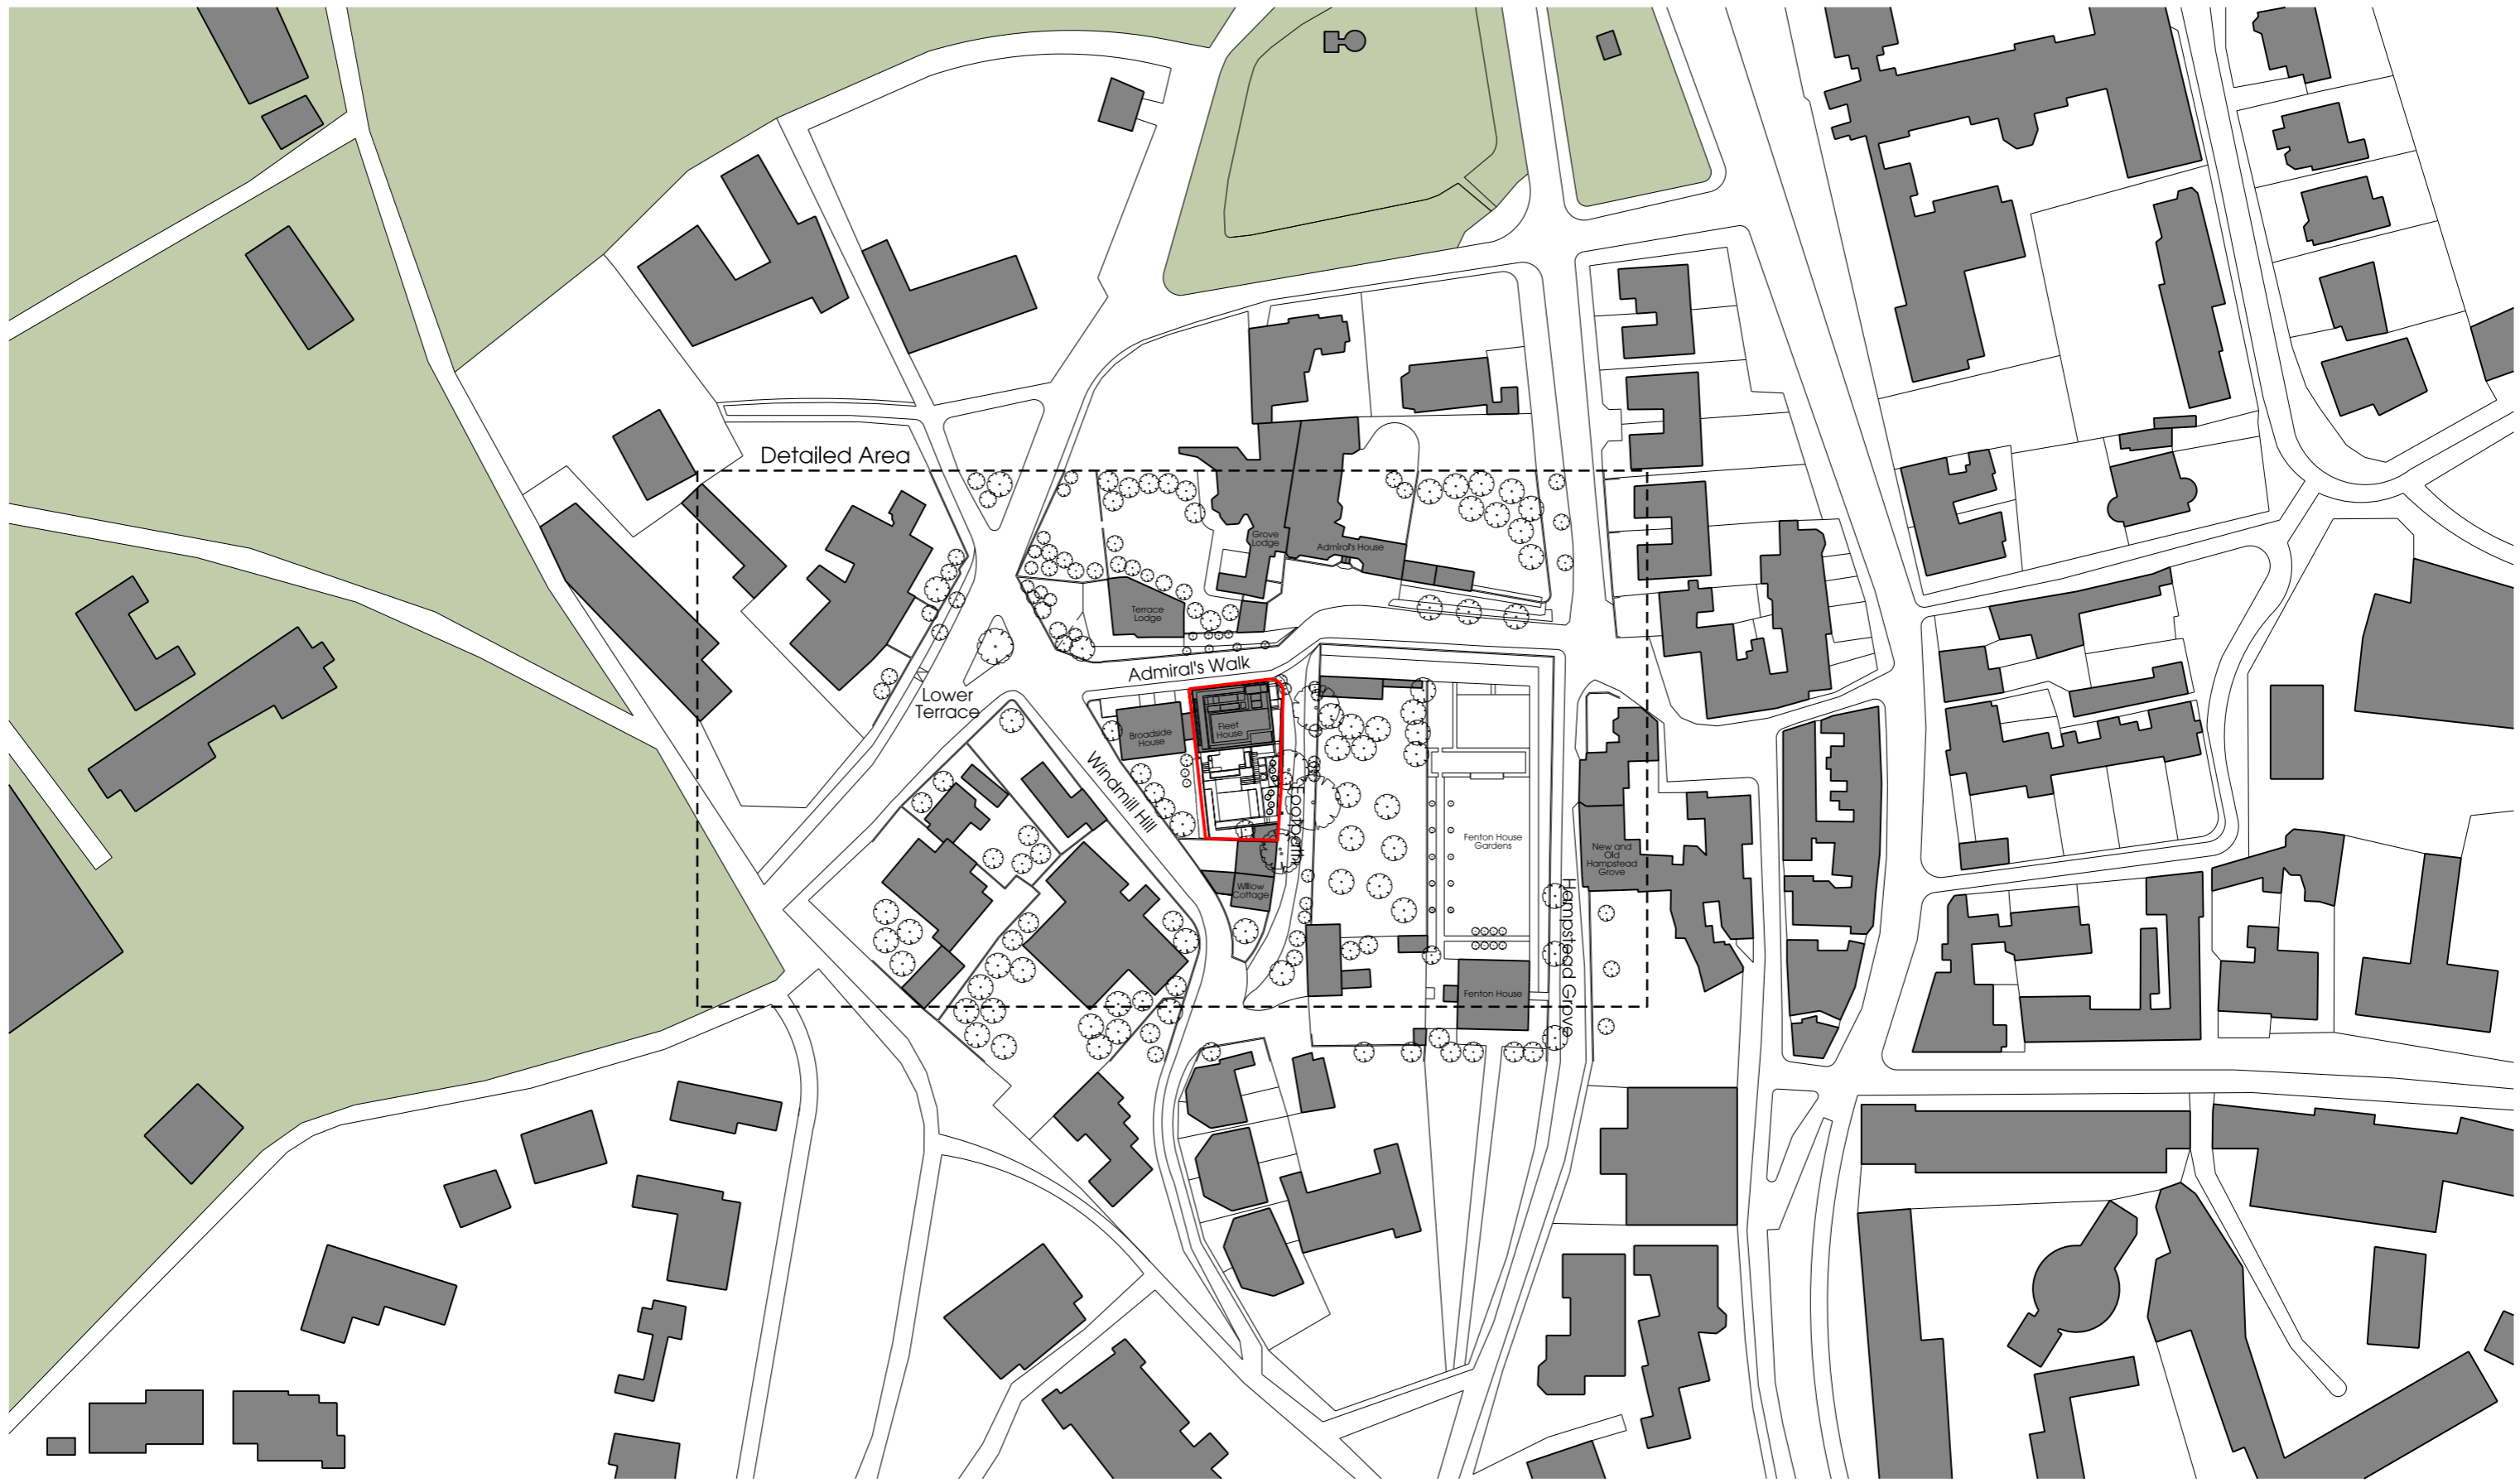 Detailed Area
Grove
Lodge
Admiral's House
Terrace
Lodge
Admiral's Walk
Lower
Terrace
Broadside
House
Fleet
House
Windmill Hill
Footpath
Fenton House
Gardens
New and
Old
Hampstead
Grove
Willow
Cottage
Hampstead Grove
Fenton House